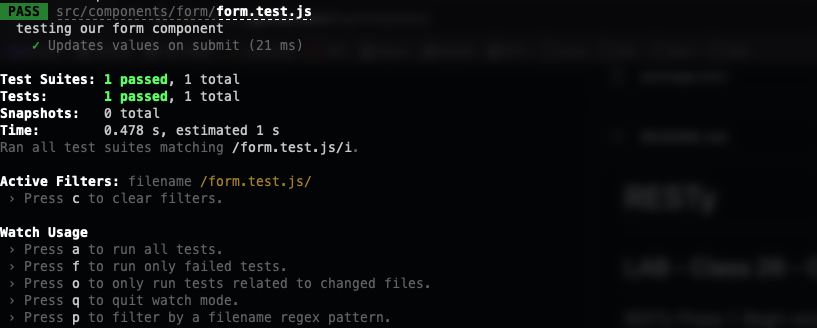 PASS src/components/form/form.test.js
testing our form component
✓ Updates values on submit (21 ms)
Test Suites: 1 passed, 1 total
Tests: 1 passed, 1 total
Snapshots: 0 total
Time: 0.478 s, estimated 1 s
Ran all test suites matching /form.test.js/i.
Active Filters: filename /form.test.js/
› Press c to clear filters.
Watch Usage
› Press a to run all tests.
› Press f to run only failed tests.
› Press o to only run tests related to changed files.
› Press q to quit watch mode.
› Press p to filter by a filename regex pattern.
RESTy
LAB - Class 26 -